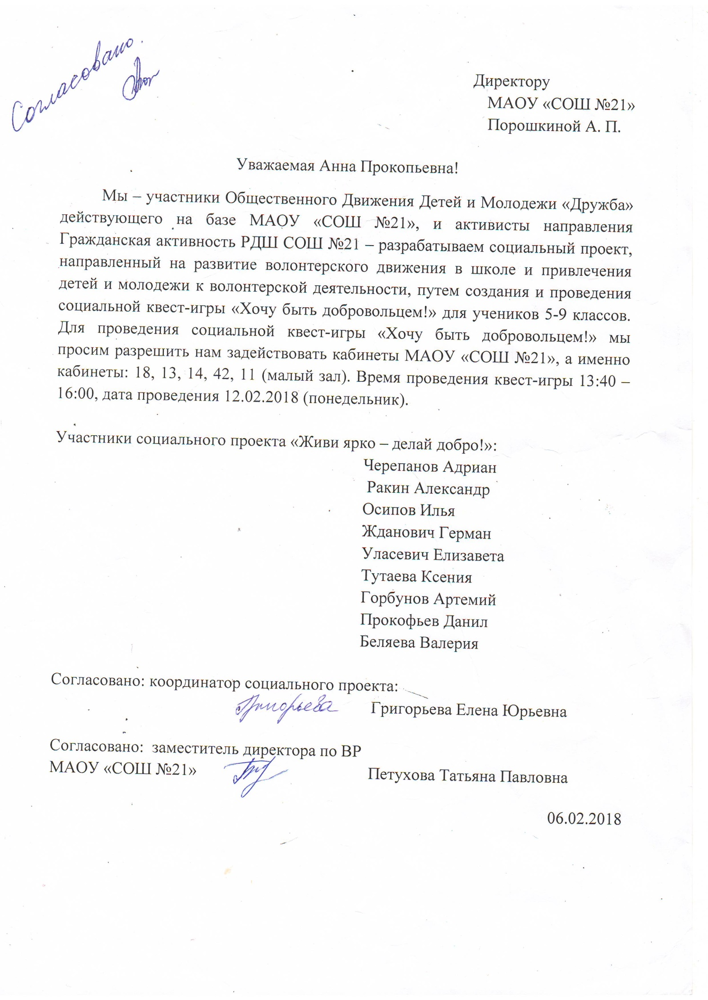 Согласовано.
Директору
МАОУ «СОШ №21»
Порошкиной А. П.
Уважаемая Анна Прокопьевна!
Мы – участники Общественного Движения Детей и Молодежи «Дружба»
действующего на базе МАОУ «СОШ №21», и активисты направления
Гражданская активность РДШ СОШ №21 – разрабатываем социальный проект,
направленный на развитие волонтерского движения в школе и привлечения
детей и молодежи к волонтерской деятельности, путем создания и проведения
социальной квест-игры «Хочу быть добровольцем!» для учеников 5-9 классов.
Для проведения социальной квест-игры «Хочу быть добровольцем!» мы
просим разрешить нам задействовать кабинеты МАОУ «СОШ №21», а именно
кабинеты: 18, 13, 14, 42, 11 (малый зал). Время проведения квест-игры 13:40 –
16:00, дата проведения 12.02.2018 (понедельник).
Участники социального проекта «Живи ярко – делай добро!»:
Черепанов Адриан
Ракин Александр
Осипов Илья
Жданович Герман
Уласевич Елизавета
Тутаева Ксения
Горбунов Артемий
Прокофьев Данил
Беляева Валерия
Согласовано: координатор социального проекта:
Григорьева Григорьева Елена Юрьевна
Согласовано: заместитель директора по ВР
МАОУ «СОШ №21» Петухова Татьяна Павловна
06.02.2018